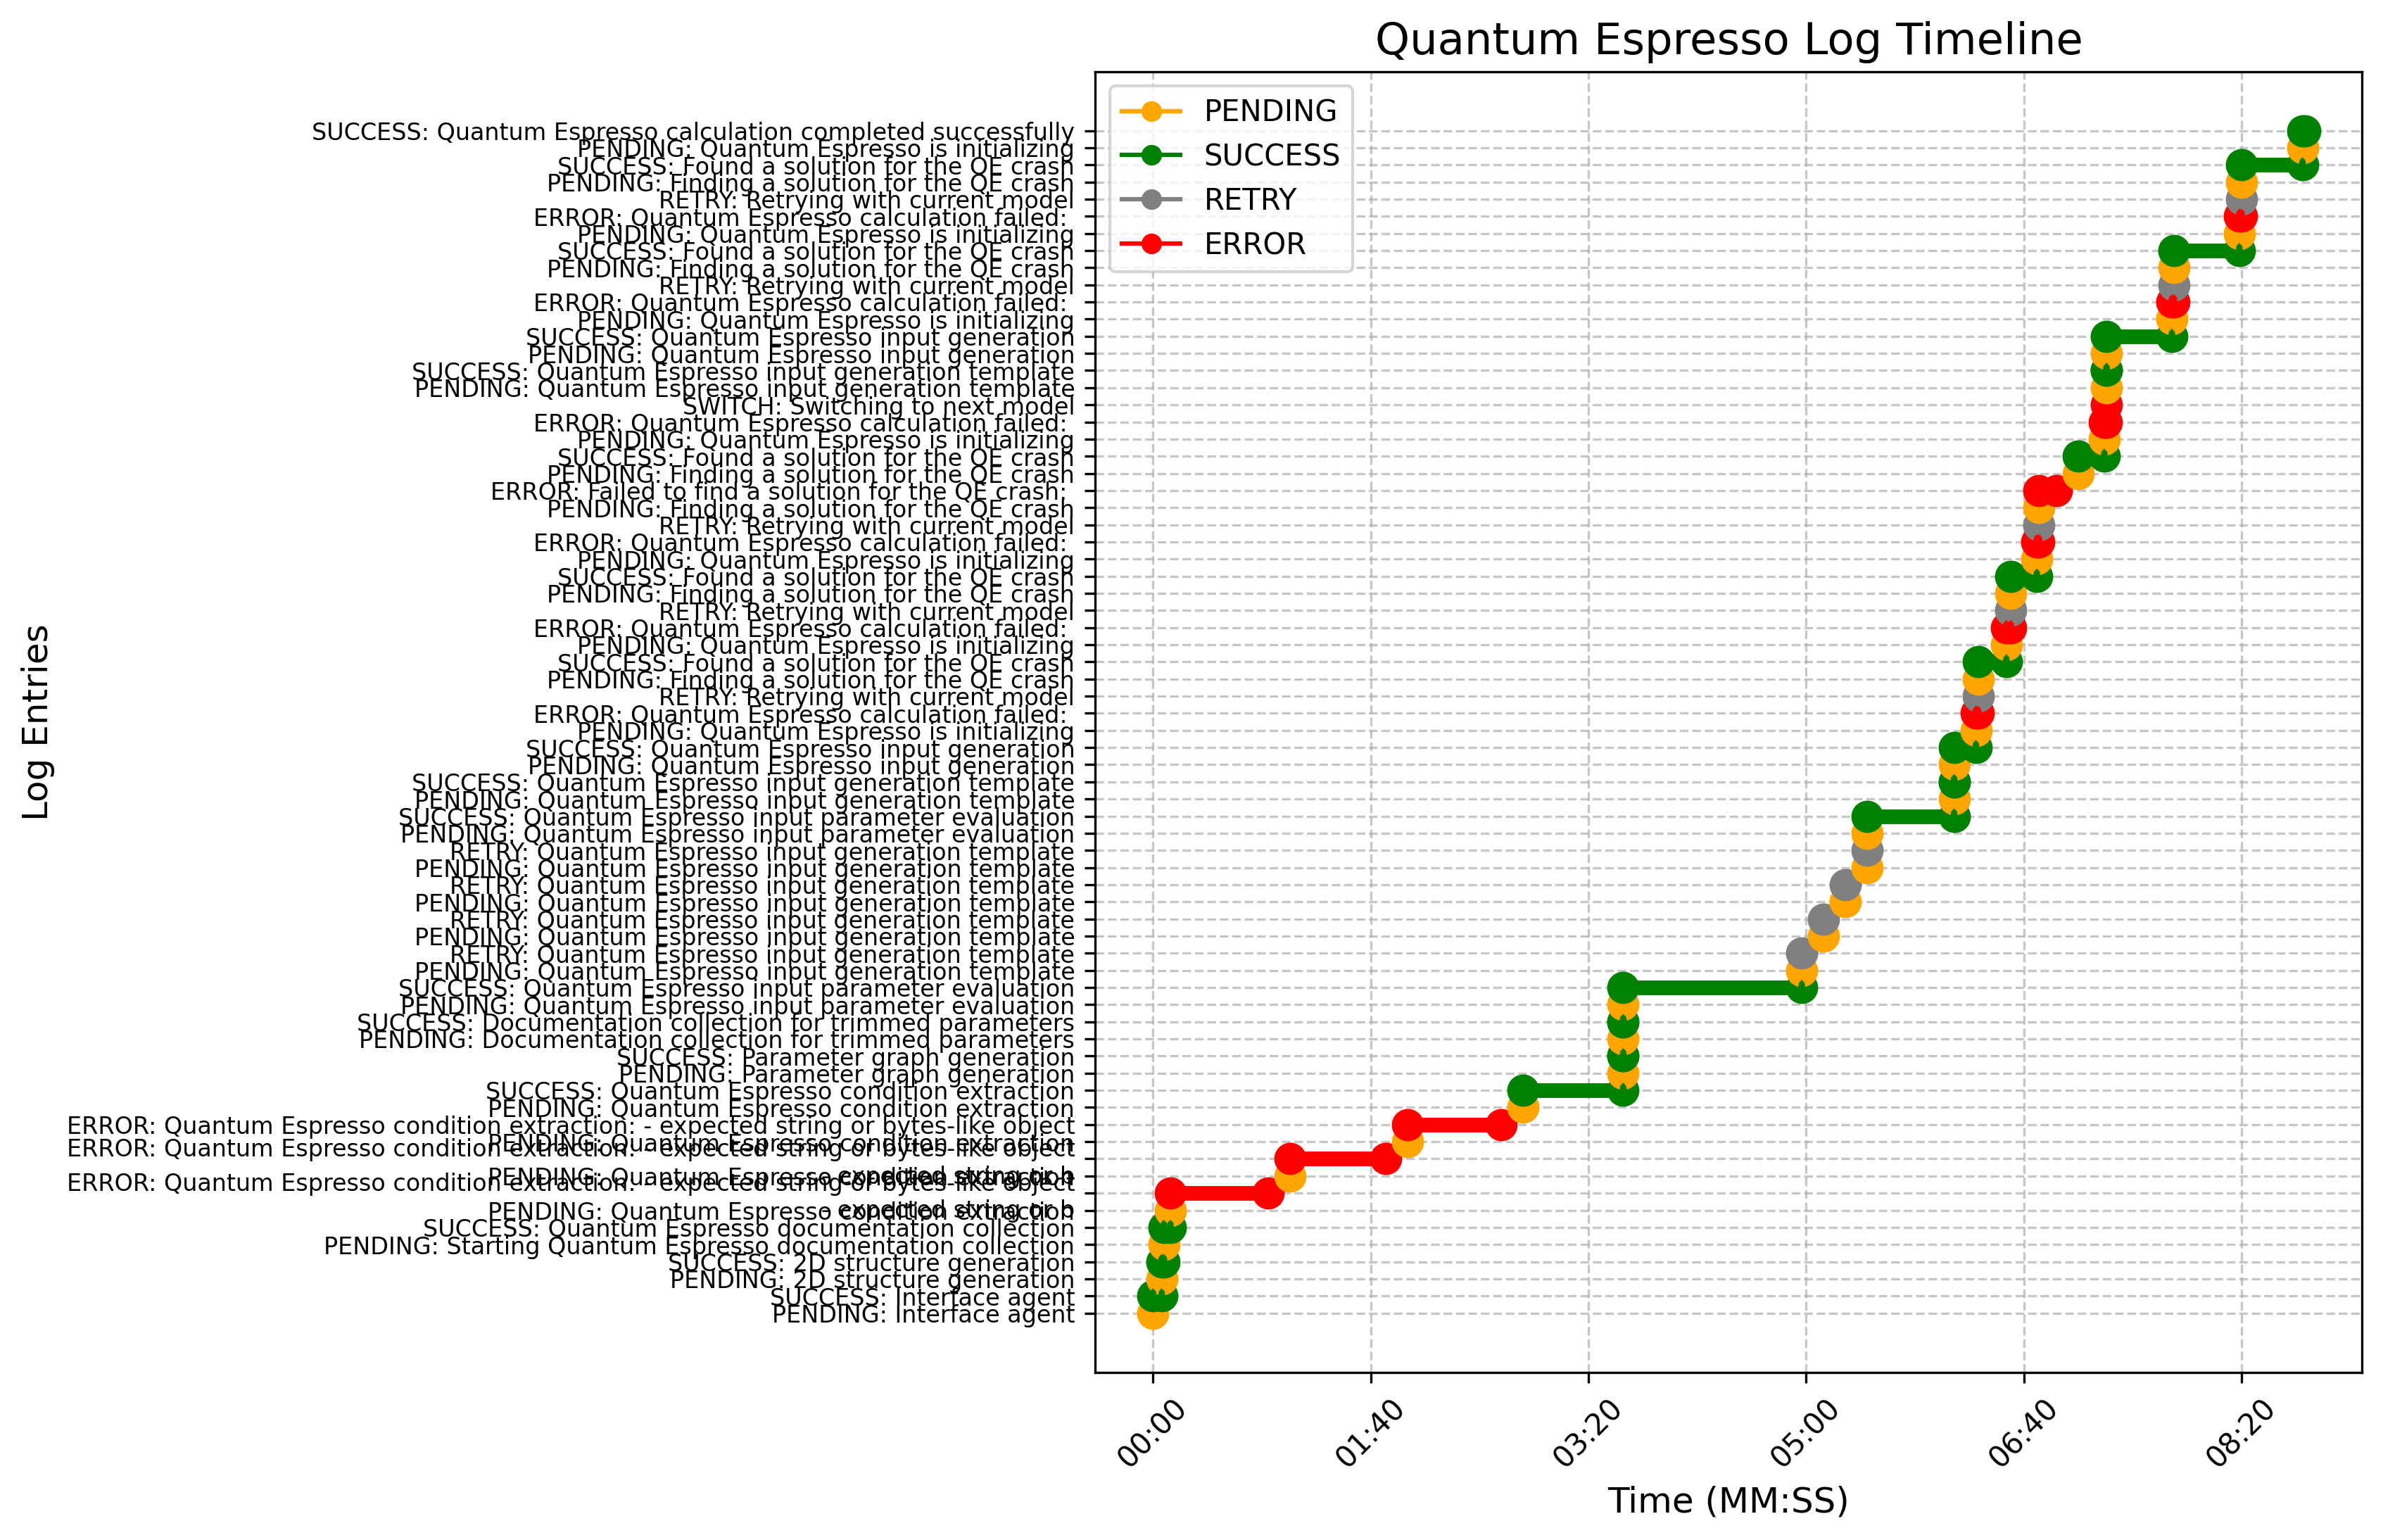 Quantum Espresso Log Timeline
PENDING
SUCCESS
RETRY
ERROR
SUCCESS: Quantum Espresso calculation completed successfully
PENDING: Quantum Espresso is initializing
SUCCESS: Found a solution for the QE crash
PENDING: Finding a solution for the QE crash
RETRY: Retrying with current model
ERROR: Quantum Espresso calculation failed:
PENDING: Quantum Espresso is initializing
SUCCESS: Found a solution for the QE crash
PENDING: Finding a solution for the QE crash
RETRY: Retrying with current model
ERROR: Quantum Espresso calculation failed:
PENDING: Quantum Espresso is initializing
SUCCESS: Quantum Espresso input generation
PENDING: Quantum Espresso input generation
SUCCESS: Quantum Espresso input generation template
PENDING: Quantum Espresso input generation template
SWITCH: Switching to next model
ERROR: Quantum Espresso calculation failed:
PENDING: Quantum Espresso is initializing
SUCCESS: Found a solution for the QE crash
PENDING: Finding a solution for the QE crash
ERROR: Failed to find a solution for the QE crash:
PENDING: Finding a solution for the QE crash
RETRY: Retrying with current model
ERROR: Quantum Espresso calculation failed:
PENDING: Quantum Espresso is initializing
SUCCESS: Found a solution for the QE crash
PENDING: Finding a solution for the QE crash
RETRY: Retrying with current model
ERROR: Quantum Espresso calculation failed:
PENDING: Quantum Espresso is initializing
SUCCESS: Found a solution for the QE crash
PENDING: Finding a solution for the QE crash
RETRY: Retrying with current model
ERROR: Quantum Espresso calculation failed:
PENDING: Quantum Espresso is initializing
SUCCESS: Quantum Espresso input generation
PENDING: Quantum Espresso input generation
SUCCESS: Quantum Espresso input generation template
PENDING: Quantum Espresso input generation template
SUCCESS: Quantum Espresso input parameter evaluation
PENDING: Quantum Espresso input parameter evaluation
RETRY: Quantum Espresso input generation template
PENDING: Quantum Espresso input generation template
RETRY: Quantum Espresso input generation template
PENDING: Quantum Espresso input generation template
RETRY: Quantum Espresso input generation template
PENDING: Quantum Espresso input generation template
RETRY: Quantum Espresso input generation template
PENDING: Quantum Espresso input generation template
SUCCESS: Quantum Espresso input parameter evaluation
PENDING: Quantum Espresso input parameter evaluation
SUCCESS: Documentation collection for trimmed parameters
PENDING: Documentation collection for trimmed parameters
SUCCESS: Parameter graph generation
PENDING: Parameter graph generation
SUCCESS: Quantum Espresso condition extraction
PENDING: Quantum Espresso condition extraction
ERROR: Quantum Espresso condition extraction: - expected string or bytes-like object
PENDING: Quantum Espresso condition extraction
ERROR: Quantum Espresso condition extraction: - expected string or bytes-like object
PENDING: Quantum Espresso condition extraction
expected string or b
ERROR: Quantum Espresso condition extraction: - expected string or bytes-like object
PENDING: Quantum Espresso condition extraction
- expected string or b
SUCCESS: Quantum Espresso documentation collection
PENDING: Starting Quantum Espresso documentation collection
SUCCESS: 2D structure generation
PENDING: 2D structure generation
SUCCESS: Interface agent
PENDING: Interface agent
Log Entries
00:00
01:40
03:20
05:00
06:40
08:20
Time (MM:SS)